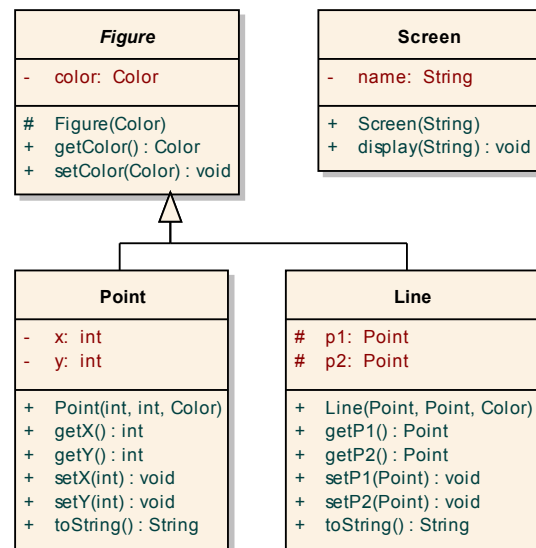 Figure
- color: Color
# Figure(Color)
+ getColor() : Color
+ setColor(Color) : void
Screen
- name: String
+ Screen(String)
+ display(String) : void
Point
- x: int
- y: int
+ Point(int, int, Color)
+ getX() : int
+ getY() : int
+ setX(int) : void
+ setY(int) : void
+ toString() : String
Line
# p1: Point
# p2: Point
+ Line(Point, Point, Color)
+ getP1() : Point
+ getP2() : Point
+ setP1(Point) : void
+ setP2(Point) : void
+ toString() : String